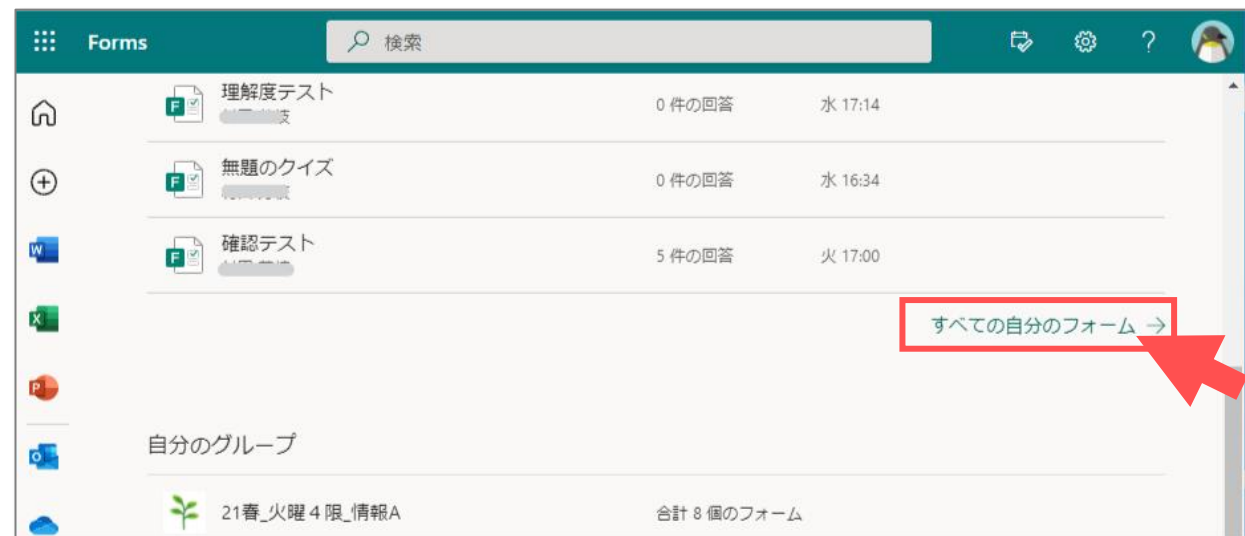 Forms
検索
理解度テスト
0 件の回答
水 17:14
無題のクイズ
0 件の回答
水 16:34
確認テスト
5 件の回答
火 17:00
すべての自分のフォーム →
自分のグループ
21春_火曜４限_情報A
合計 8 個のフォーム